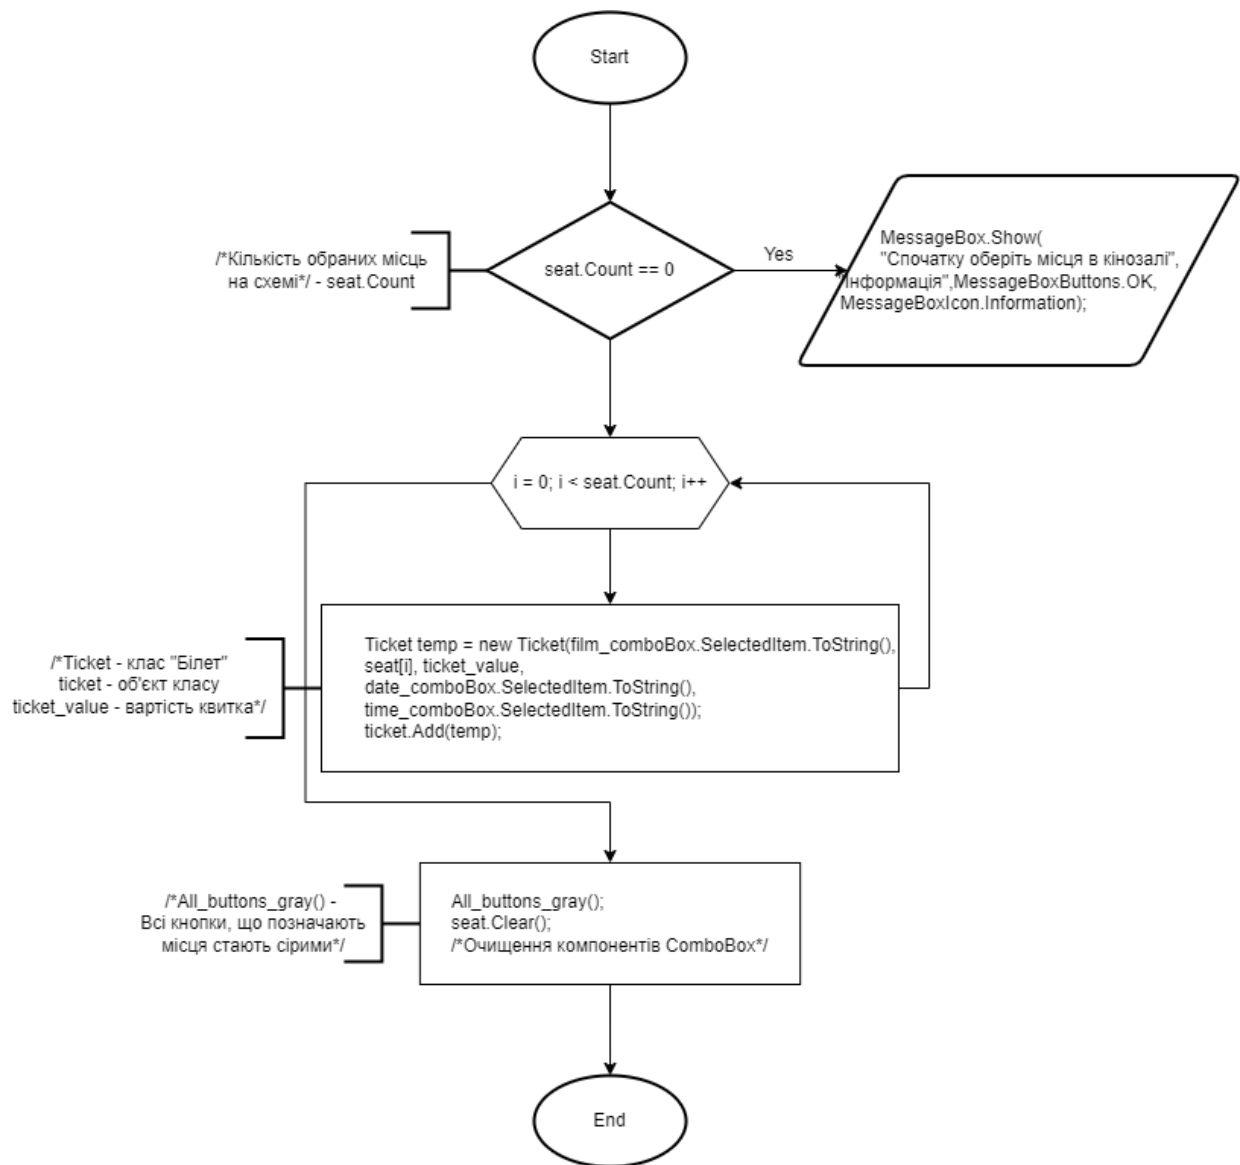 Start
/*Кількість обраних місць
на схемі*/ - seat.Count
seat.Count == 0
Yes
MessageBox.Show(
"Спочатку оберіть місця в кінозалі",
"Інформація",MessageBoxButtons.OK,
MessageBoxIcon.Information);
i = 0; i < seat.Count; i++
/*Ticket - клас "Білет"
ticket - об'єкт класу
ticket_value - вартість квитка*/
Ticket temp = new Ticket(film_comboBox.SelectedItem.ToString(),
seat[i], ticket_value,
date_comboBox.SelectedItem.ToString(),
time_comboBox.SelectedItem.ToString());
ticket.Add(temp);
/*All_buttons_gray() -
Всі кнопки, що позначають
місця стають сірими*/
All_buttons_gray();
seat.Clear();
/*Очищення компонентів ComboBox*/
End